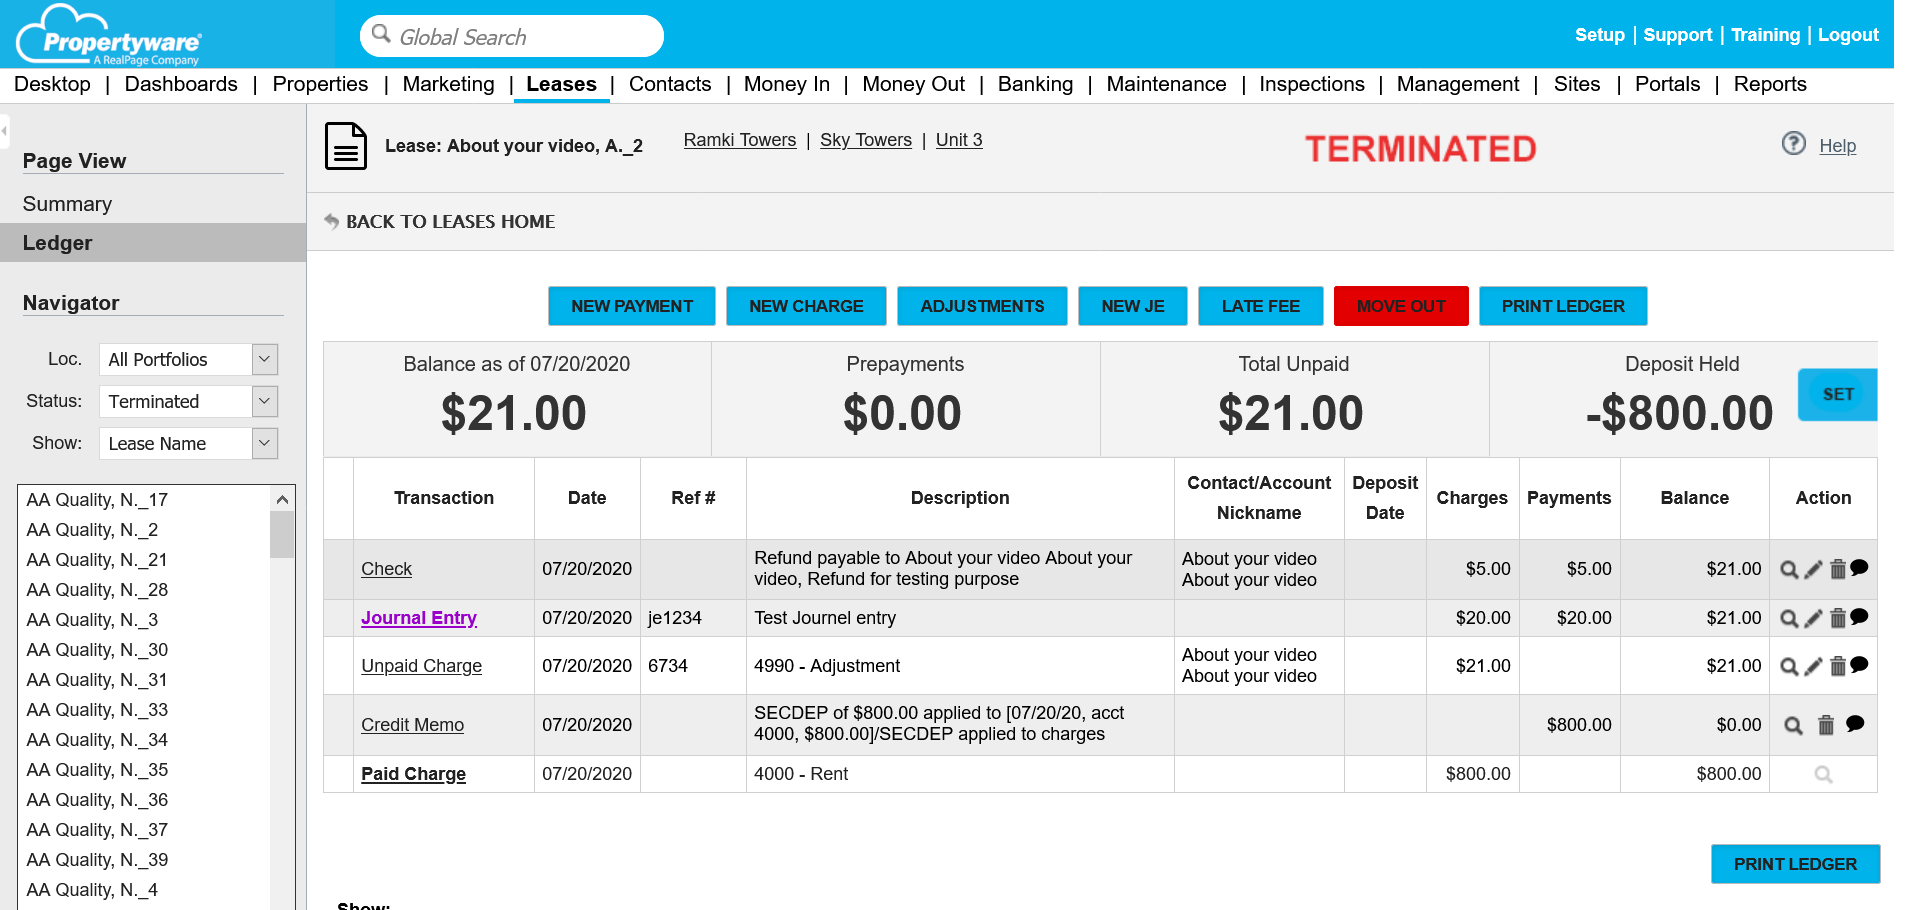 Propertyware
A RealPage Company
Global Search
Setup | Support | Training | Logout
Desktop | Dashboards | Properties | Marketing | Leases | Contacts | Money In | Money Out | Banking | Maintenance | Inspections | Management | Sites | Portals | Reports
Page View
Summary
Ledger
Navigator
Loc. All Portfolios
Status: Terminated
Show: Lease Name
AA Quality, N._17
AA Quality, N._2
AA Quality, N._21
AA Quality, N._28
AA Quality, N._3
AA Quality, N._30
AA Quality, N._31
AA Quality, N._33
AA Quality, N._34
AA Quality, N._35
AA Quality, N._36
AA Quality, N._37
AA Quality, N._39
AA Quality, N._4
Lease: About your video, A._2
Ramki Towers | Sky Towers | Unit 3
TERMINATED
? Help
BACK TO LEASES HOME
NEW PAYMENT NEW CHARGE ADJUSTMENTS NEW JE LATE FEE MOVE OUT PRINT LEDGER
Balance as of 07/20/2020 Prepayments Total Unpaid Deposit Held
$21.00 $0.00 $21.00 -$800.00 SET
Transaction Date Ref # Description Contact/Account Nickname Deposit Date Charges Payments Balance Action
Check 07/20/2020 Refund payable to About your video About your video, Refund for testing purpose About your video About your video $5.00 $5.00 $21.00
Journal Entry 07/20/2020 je1234 Test Journel entry $20.00 $20.00 $21.00
Unpaid Charge 07/20/2020 6734 4990 - Adjustment About your video About your video $21.00 $21.00
Credit Memo 07/20/2020 SECDEP of $800.00 applied to [07/20/20, acct 4000, $800.00]/SECDEP applied to charges $800.00 $0.00
Paid Charge 07/20/2020 4000 - Rent $800.00 $800.00
PRINT LEDGER
Show: